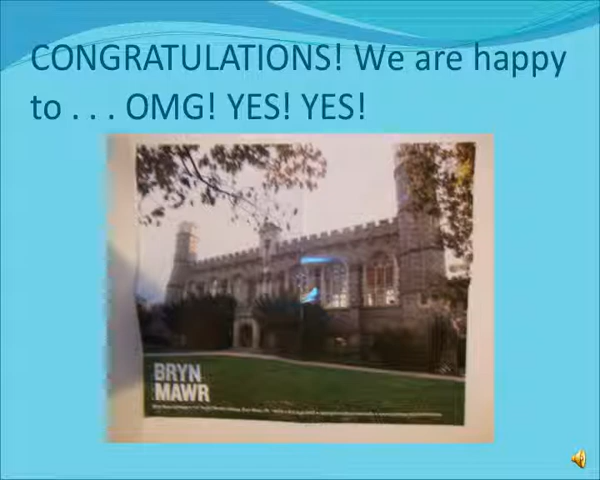 CONGRATULATIONS! We are happy
to . . . OMG! YES! YES!
BRYN
MAWR